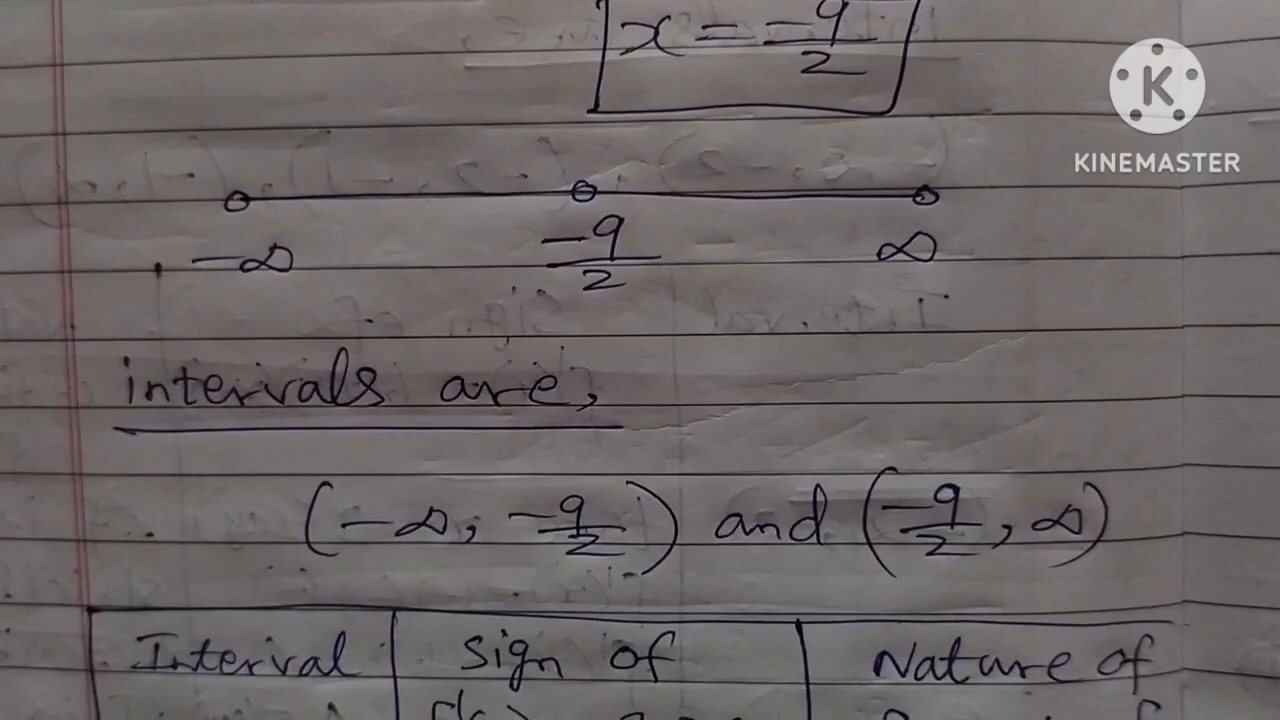 x = -9/2
K
KINEMASTER
-∞ -9/2 ∞
intervals are,
(-∞, -9/2) and (-9/2, ∞)
Interval Sign of Nature of